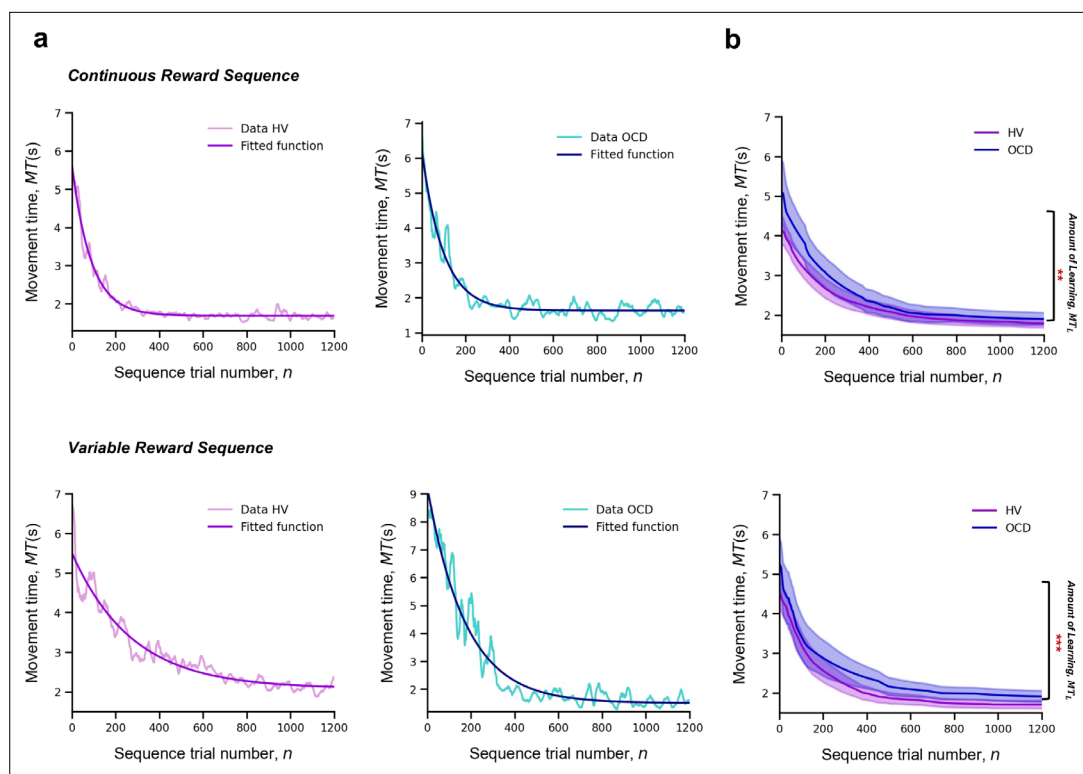 a
b
Continuous Reward Sequence
7
6
5
4
3
2
Movement time, MT(s)
Data HV
Fitted function
0 200 400 600 800 1000 1200
Sequence trial number, n
7
6
5
4
3
2
1
Movement time, MT(s)
Data OCD
Fitted function
0 200 400 600 800 1000 1200
Sequence trial number, n
7
6
5
4
3
2
Movement time, MT(s)
HV
OCD
0 200 400 600 800 1000 1200
Sequence trial number, n
Amount of Learning, MT_L
**
Variable Reward Sequence
7
6
5
4
3
2
Movement time, MT(s)
Data HV
Fitted function
0 200 400 600 800 1000 1200
Sequence trial number, n
9
8
7
6
5
4
3
2
Movement time, MT(s)
Data OCD
Fitted function
0 200 400 600 800 1000 1200
Sequence trial number, n
7
6
5
4
3
2
Movement time, MT(s)
HV
OCD
0 200 400 600 800 1000 1200
Sequence trial number, n
Amount of Learning, MT_L
***